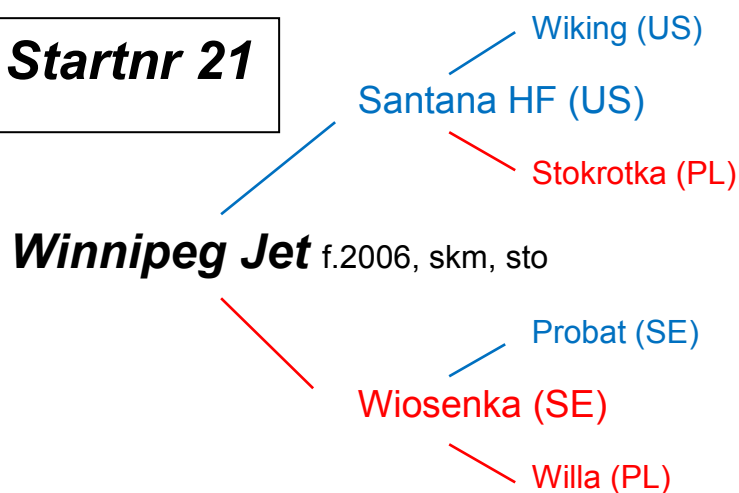 Wiking (US)
Startnr 21
Santana HF (US)
Stokrotka (PL)
Winnipeg Jet f.2006, skm, sto
Probat (SE)
Wiosenka (SE)
Willa (PL)